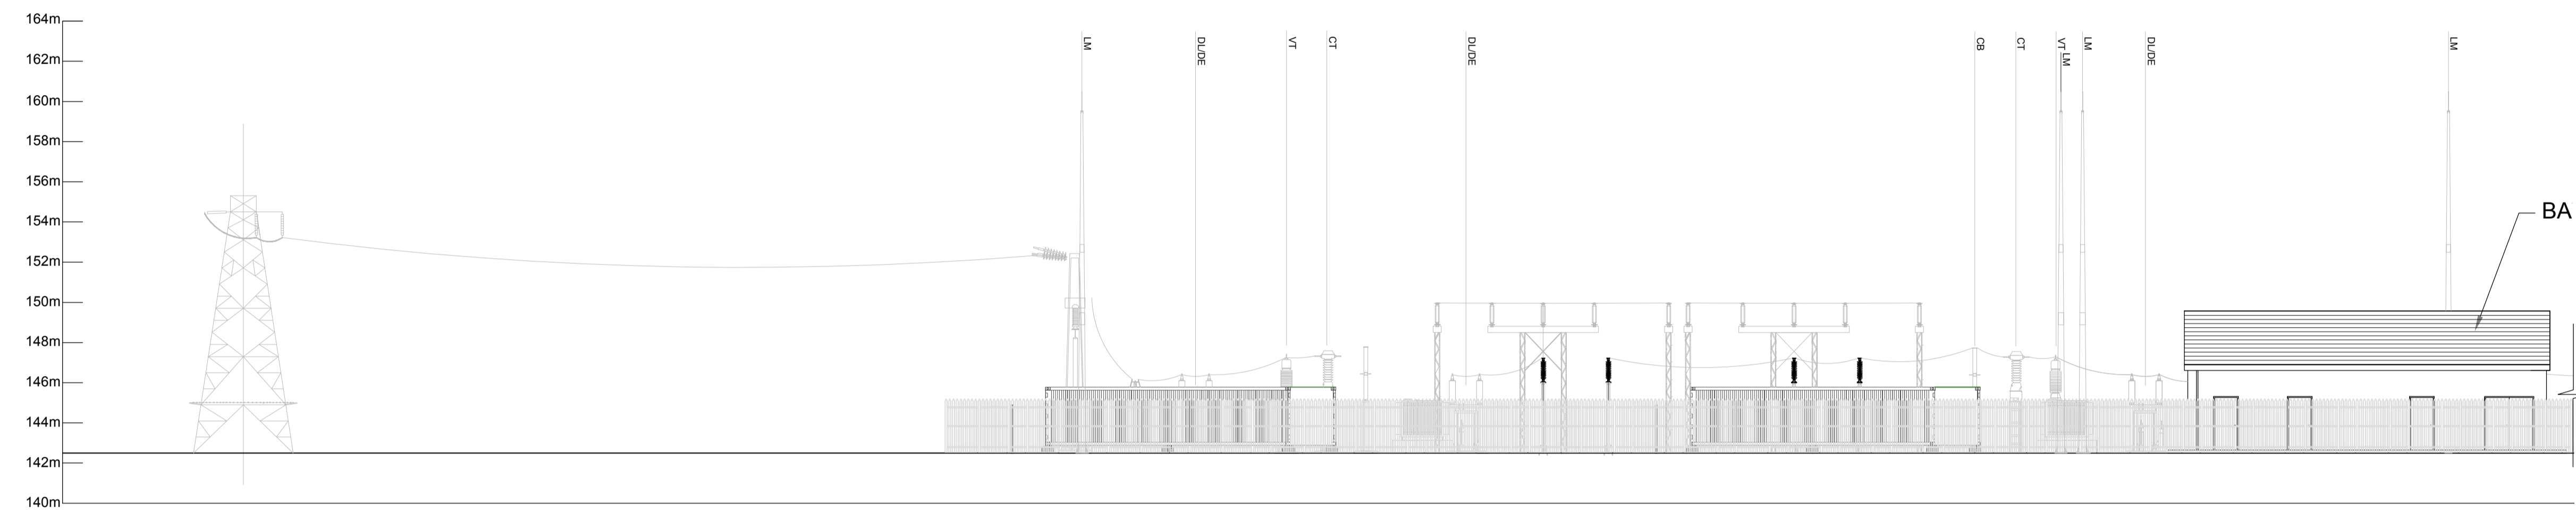 164m
162m
160m
158m
156m
154m
152m
150m
148m
146m
144m
142m
140m
LM
DL/DE
VT
CT
DL/DE
CB
CT
VT
LM
LM
DL/DE
LM
BA